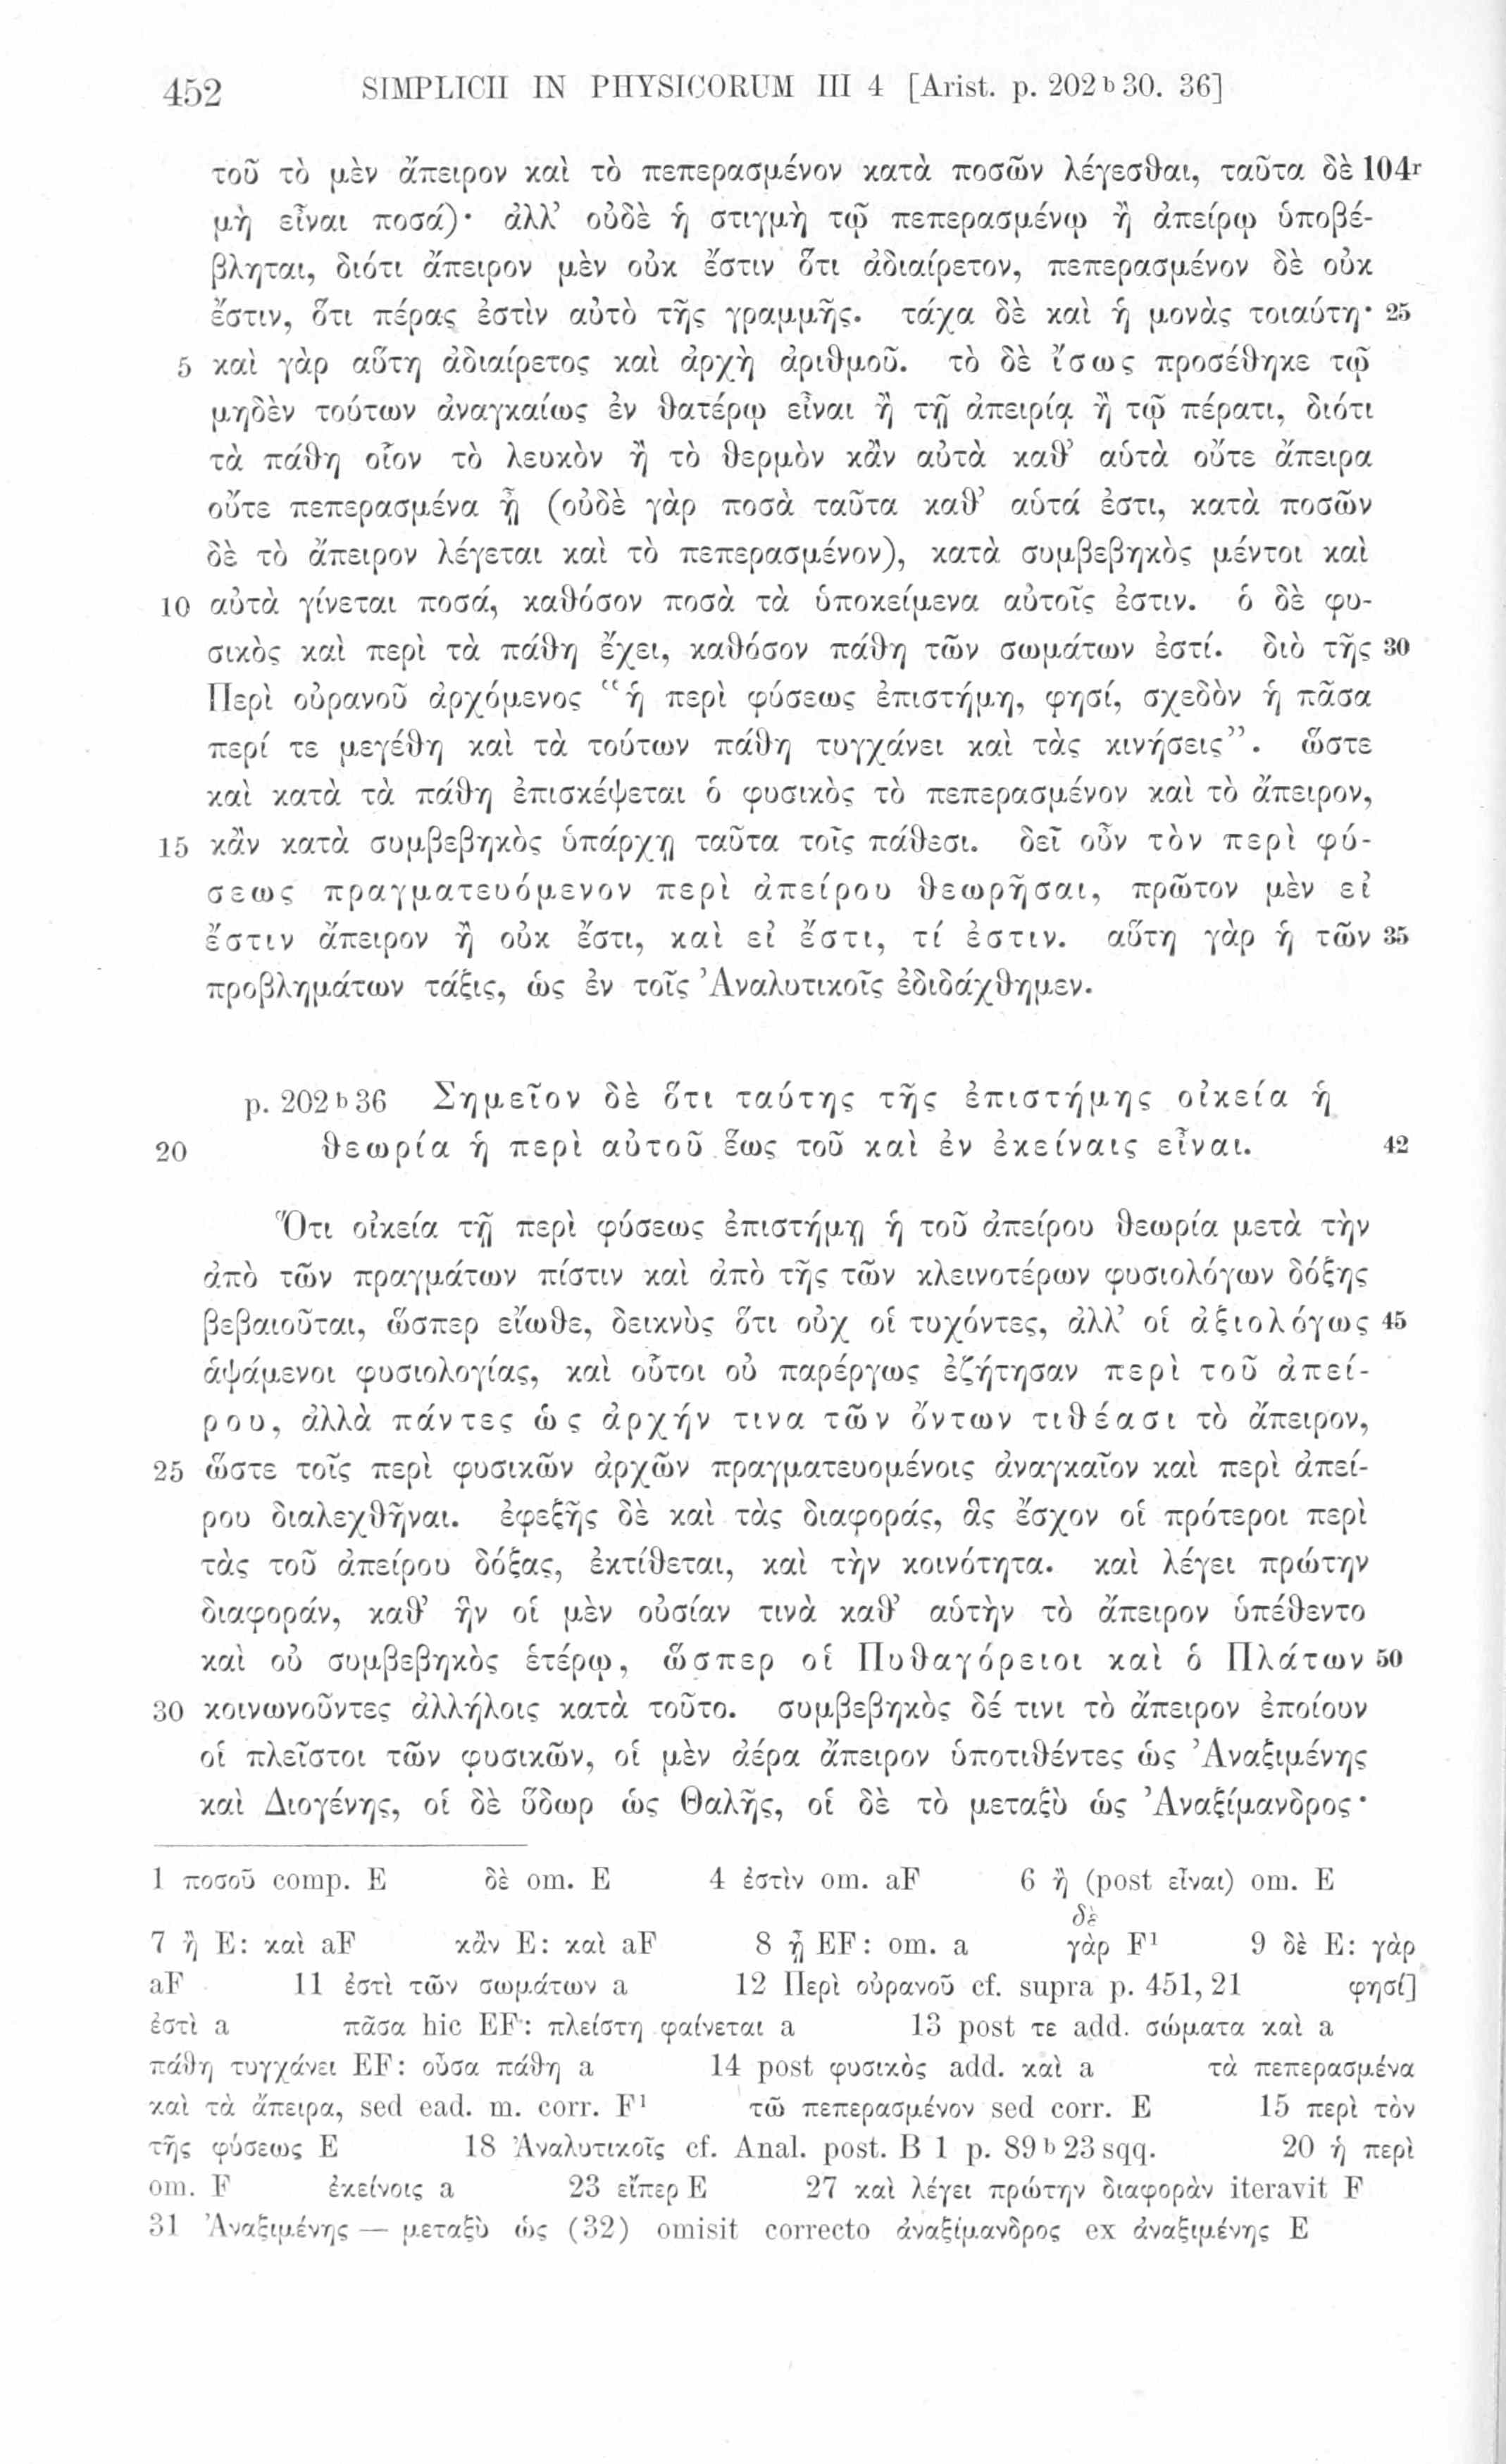 452 SIMPLICII IN PHYSICORUM III 4 [Arist. p. 202ᵇ30. 36]
τοῦ τὸ μὲν ἄπειρον καὶ τὸ πεπερασμένον κατὰ ποσῶν λέγεσθαι, ταῦτα δὲ 104ʳ
μὴ εἶναι ποσά)· ἀλλ’ οὐδὲ ἡ στιγμὴ τῷ πεπερασμένῳ ἢ ἀπείρῳ ὑποβέ-
βληται, διότι ἄπειρον μὲν οὐκ ἔστιν ὅτι ἀδιαίρετον, πεπερασμένον δὲ οὐκ
ἔστιν, ὅτι πέρας ἐστὶν αὐτὸ τῆς γραμμῆς. τάχα δὲ καὶ ἡ μονὰς τοιαύτη· 25
5 καὶ γὰρ αὕτη ἀδιαίρετος καὶ ἀρχὴ ἀριθμοῦ. τὸ δὲ ἴσως προσέθηκε τῷ
μηδὲν τούτων ἀναγκαίως ἐν θατέρῳ εἶναι ἢ τῇ ἀπειρίᾳ ἢ τῷ πέρατι, διότι
τὰ πάθη οἷον τὸ λευκὸν ἢ τὸ θερμὸν κἂν αὐτὰ καθ’ αὑτὰ οὔτε ἄπειρα
οὔτε πεπερασμένα ᾖ (οὐδὲ γὰρ ποσὰ ταῦτα καθ’ αὑτά ἐστι, κατὰ ποσῶν
δὲ τὸ ἄπειρον λέγεται καὶ τὸ πεπερασμένον), κατὰ συμβεβηκὸς μέντοι καὶ
10 αὐτὰ γίνεται ποσά, καθόσον ποσὰ τὰ ὑποκείμενα αὐτοῖς ἐστιν. ὁ δὲ φυ-
σικὸς καὶ περὶ τὰ πάθη ἔχει, καθόσον πάθη τῶν σωμάτων ἐστί. διὸ τῆς 30
Περὶ οὐρανοῦ ἀρχόμενος “ἡ περὶ φύσεως ἐπιστήμη, φησί, σχεδὸν ἡ πᾶσα
περί τε μεγέθη καὶ τὰ τούτων πάθη τυγχάνει καὶ τὰς κινήσεις”. ὥστε
καὶ κατὰ τὰ πάθη ἐπισκέψεται ὁ φυσικὸς τὸ πεπερασμένον καὶ τὸ ἄπειρον,
15 κἂν κατὰ συμβεβηκὸς ὑπάρχῃ ταῦτα τοῖς πάθεσι. δεῖ οὖν τὸν περὶ φύ-
σεως πραγματευόμενον περὶ ἀπείρου θεωρῆσαι, πρῶτον μὲν εἰ
ἔστιν ἄπειρον ἢ οὐκ ἔστι, καὶ εἰ ἔστι, τί ἐστιν. αὕτη γὰρ ἡ τῶν 35
προβλημάτων τάξις, ὡς ἐν τοῖς Ἀναλυτικοῖς ἐδιδάχθημεν.
p. 202ᵇ36 Σημεῖον δὲ ὅτι ταύτης τῆς ἐπιστήμης οἰκεία ἡ
20 θεωρία ἡ περὶ αὐτοῦ ἕως τοῦ καὶ ἐν ἐκείναις εἶναι. 42
Ὅτι οἰκεία τῇ περὶ φύσεως ἐπιστήμῃ ἡ τοῦ ἀπείρου θεωρία μετὰ τὴν
ἀπὸ τῶν πραγμάτων πίστιν καὶ ἀπὸ τῆς τῶν κλεινοτέρων φυσιολόγων δόξης
βεβαιοῦται, ὥσπερ εἴωθε, δεικνὺς ὅτι οὐχ οἱ τυχόντες, ἀλλ’ οἱ ἀξιολόγως 45
ἁψάμενοι φυσιολογίας, καὶ οὗτοι οὐ παρέργως ἐζήτησαν περὶ τοῦ ἀπεί-
ρου, ἀλλὰ πάντες ὡς ἀρχήν τινα τῶν ὄντων τιθέασι τὸ ἄπειρον,
25 ὥστε τοῖς περὶ φυσικῶν ἀρχῶν πραγματευομένοις ἀναγκαῖον καὶ περὶ ἀπεί-
ρου διαλεχθῆναι. ἐφεξῆς δὲ καὶ τὰς διαφοράς, ἃς ἔσχον οἱ πρότεροι περὶ
τὰς τοῦ ἀπείρου δόξας, ἐκτίθεται, καὶ τὴν κοινότητα. καὶ λέγει πρώτην
διαφοράν, καθ’ ἣν οἱ μὲν οὐσίαν τινὰ καθ’ αὑτὴν τὸ ἄπειρον ὑπέθεντο
καὶ οὐ συμβεβηκὸς ἑτέρῳ, ὥσπερ οἱ Πυθαγόρειοι καὶ ὁ Πλάτων 50
30 κοινωνοῦντες ἀλλήλοις κατὰ τοῦτο. συμβεβηκὸς δέ τινι τὸ ἄπειρον ἐποίουν
οἱ πλεῖστοι τῶν φυσικῶν, οἱ μὲν ἀέρα ἄπειρον ὑποτιθέντες ὡς Ἀναξιμένης
καὶ Διογένης, οἱ δὲ ὕδωρ ὡς Θαλῆς, οἱ δὲ τὸ μεταξὺ ὡς Ἀναξίμανδρος·
1 ποσοῦ comp. E δὲ om. E 4 ἐστὶν om. aF 6 ἢ (post εἶναι) om. E
δὲ
7 ἢ E: καὶ aF κἂν E: καὶ aF 8 ᾖ EF: om. a γὰρ F¹ 9 δὲ E: γὰρ
aF 11 ἐστὶ τῶν σωμάτων a 12 Περὶ οὐρανοῦ cf. supra p. 451, 21 φησί]
ἐστὶ a πᾶσα hic EF: πλείστη φαίνεται a 13 post τε add. σώματα καὶ a
πάθη τυγχάνει EF: οὖσα πάθη a 14 post φυσικὸς add. καὶ a τὰ πεπερασμένα
καὶ τὰ ἄπειρα, sed ead. m. corr. F¹ τῶ πεπερασμένον sed corr. E 15 περὶ τὸν
τῆς φύσεως E 18 Ἀναλυτικοῖς cf. Anal. post. B 1 p. 89ᵇ23 sqq. 20 ἡ περὶ
om. F ἐκείνοις a 23 εἴπερ E 27 καὶ λέγει πρώτην διαφορὰν iteravit F
31 Ἀναξιμένης — μεταξὺ ὡς (32) omisit correcto ἀναξίμανδρος ex ἀναξιμένης E